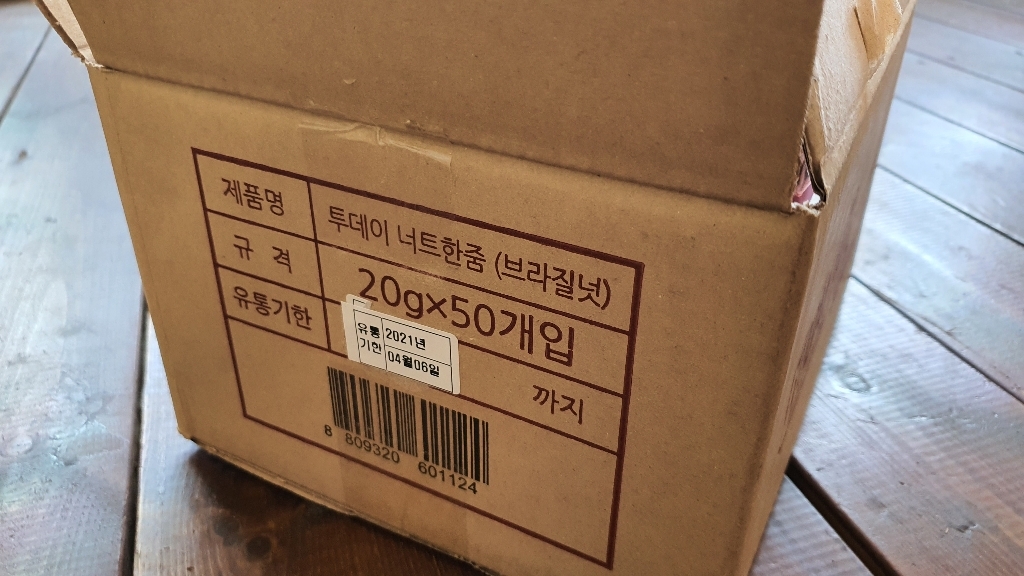 제품명 투데이 너트한줌 (브라질넛)
규 격 20g×50개입
유통기한 까지
유통 2021년
기한 04월06일
8 809320 601124